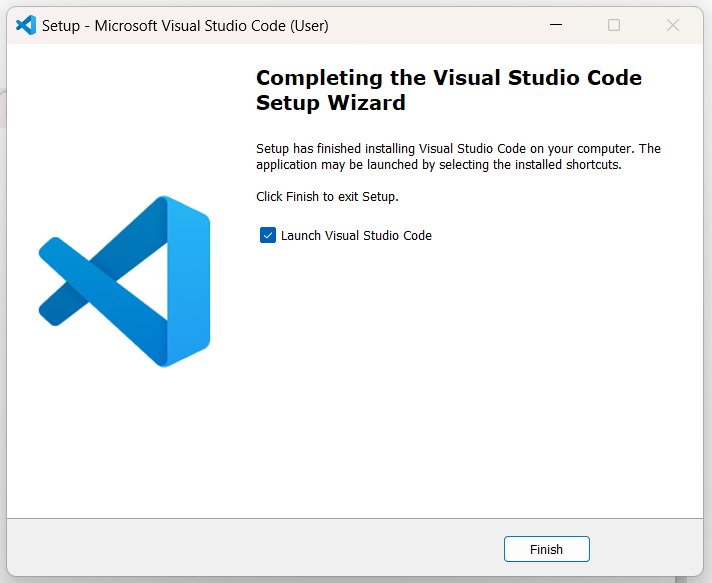 Setup - Microsoft Visual Studio Code (User)
Completing the Visual Studio Code
Setup Wizard
Setup has finished installing Visual Studio Code on your computer. The
application may be launched by selecting the installed shortcuts.
Click Finish to exit Setup.
Launch Visual Studio Code
Finish